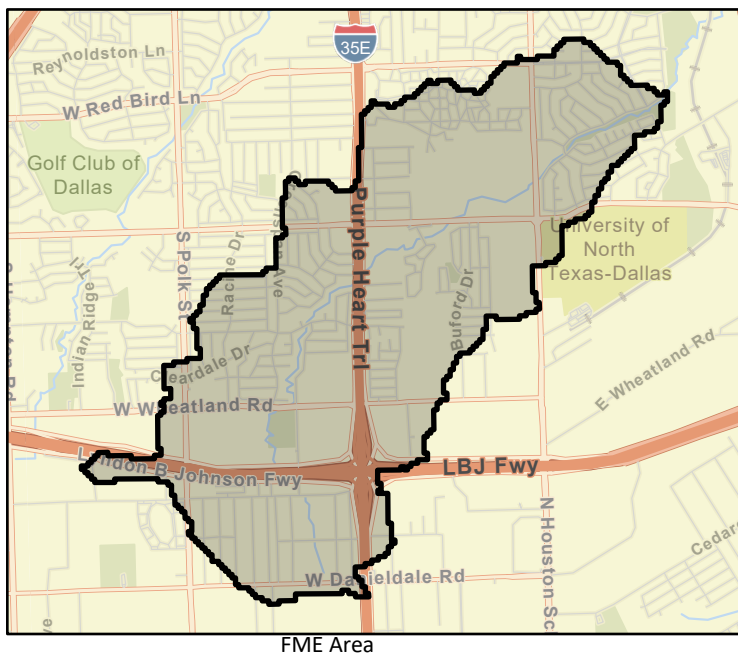 Reynoldston Ln
35E
W Red Bird Ln
Golf Club of
Dallas
S Polk St
Racine Dr
Indian Ridge Trl
Purple Heart Trl
University of
North
Texas-Dallas
Buford Dr
Cleardale Dr
W Wheatland Rd
E Wheatland Rd
Lyndon B Johnson Fwy
LBJ Fwy
N Houston Sc
Cedar
W Danieldale Rd
Rd
Ave
FME Area